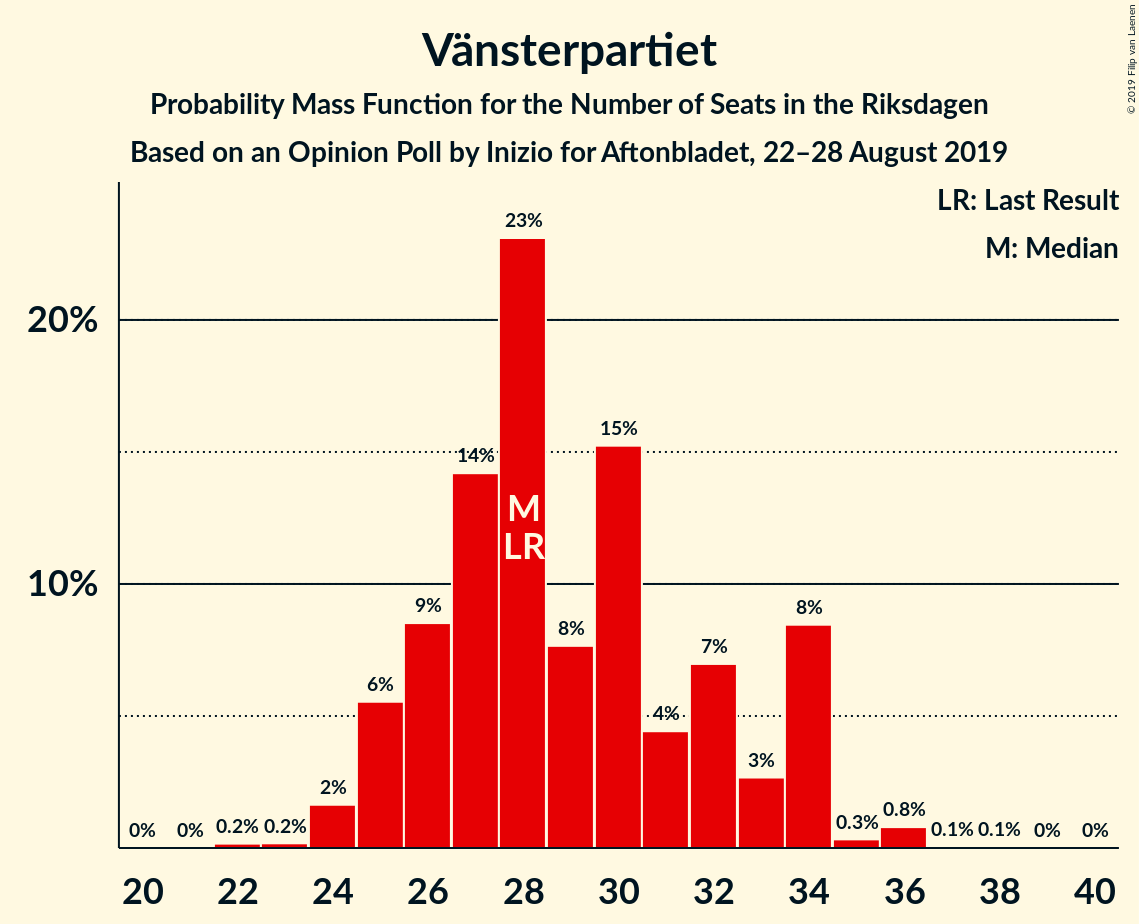 © 2019 Filip van Laenen
Vänsterpartiet
Probability Mass Function for the Number of Seats in the Riksdagen
Based on an Opinion Poll by Inizio for Aftonbladet, 22–28 August 2019
LR: Last Result
M: Median
20%
10%
0%
0%
0.2%
0.2%
2%
6%
9%
14%
23%
8%
15%
4%
7%
3%
8%
0.3%
0.8%
0.1%
0.1%
0%
0%
M
LR
20 22 24 26 28 30 32 34 36 38 40